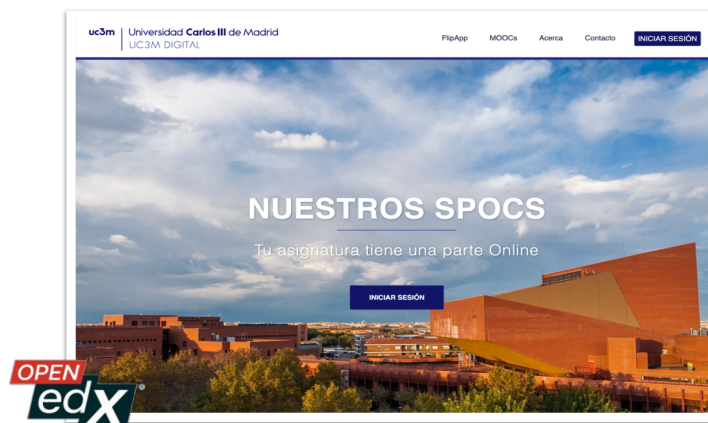 uc3m Universidad Carlos III de Madrid
UC3M DIGITAL
FlipApp MOOCs Acerca Contacto INICIAR SESIÓN
NUESTROS SPOCS
Tu asignatura tiene una parte Online
INICIAR SESIÓN
OPEN
edX